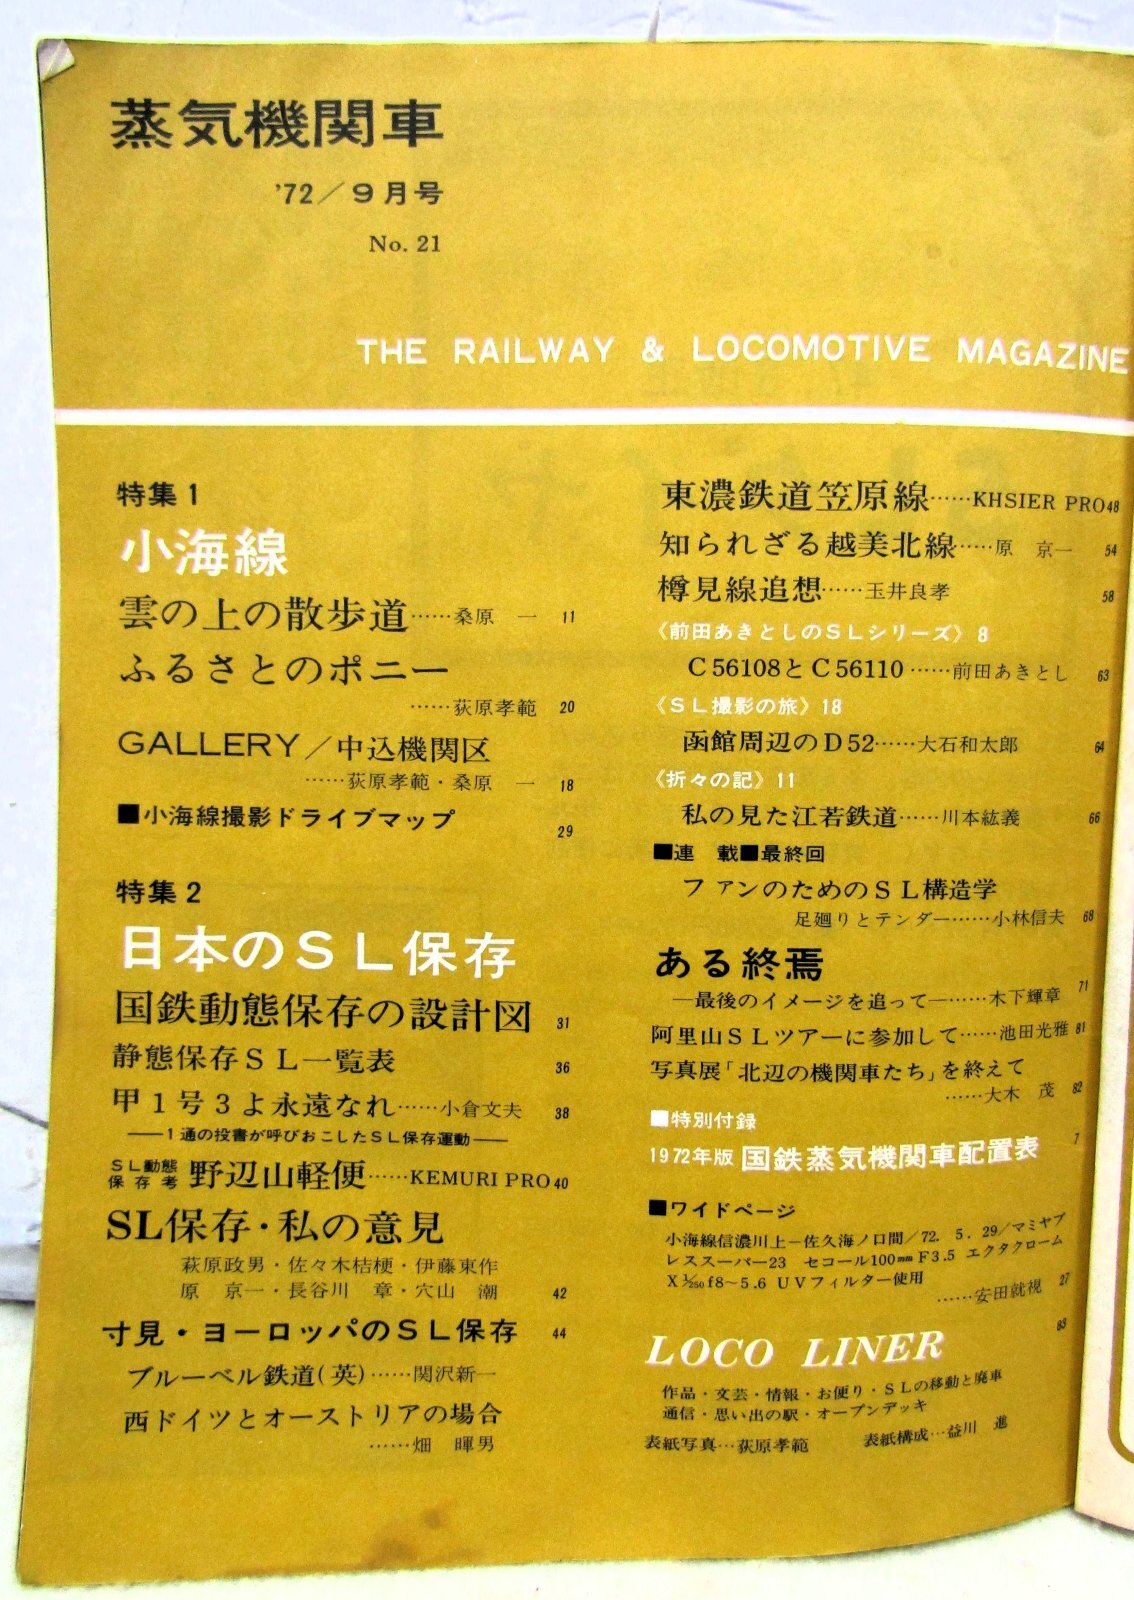 蒸気機関車
'72／9月号
No. 21
THE RAILWAY & LOCOMOTIVE MAGAZINE
特集1
小海線
雲の上の散歩道……桑原　一 11
ふるさとのポニー
……荻原孝範 20
GALLERY／中込機関区
……荻原孝範・桑原　一 18
■小海線撮影ドライブマップ 29
特集2
日本のSL保存
国鉄動態保存の設計図 31
静態保存SL一覧表 36
甲1号3よ永遠なれ……小倉文夫 38
――1通の投書が呼びおこしたSL保存運動――
SL動態保存考 野辺山軽便……KEMURI PRO 40
SL保存・私の意見
萩原政男・佐々木桔梗・伊藤東作
原　京一・長谷川　章・穴山　潮 42
寸見・ヨーロッパのSL保存 44
ブルーベル鉄道(英)……関沢新一
西ドイツとオーストリアの場合
……畑　暉男
東濃鉄道笠原線……KHSIER PRO 48
知られざる越美北線……原　京一 54
樽見線追想……玉井良孝 58
《前田あきとしのSLシリーズ》8
C56108とC56110……前田あきとし 63
《SL撮影の旅》18
函館周辺のD52……大石和太郎 64
《折々の記》11
私の見た江若鉄道……川本紘義 66
■連　載■最終回
ファンのためのSL構造学
足廻りとテンダー……小林信夫 68
ある終焉
―最後のイメージを追って―……木下輝章 71
阿里山SLツアーに参加して……池田光雅 81
写真展「北辺の機関車たち」を終えて
……大木　茂 82
■特別付録
1972年版 国鉄蒸気機関車配置表 7
■ワイドページ
小海線信濃川上－佐久海ノ口間／72. 5. 29／マミヤプ
レススーパー23　セコール100㎜ F3.5 エクタクローム
X 1/250 f8～5.6 UVフィルター使用
……安田就視 27
LOCO LINER 83
作品・文芸・情報・お便り・SLの移動と廃車
通信・思い出の駅・オープンデッキ
表紙写真…荻原孝範　表紙構成…益川　進